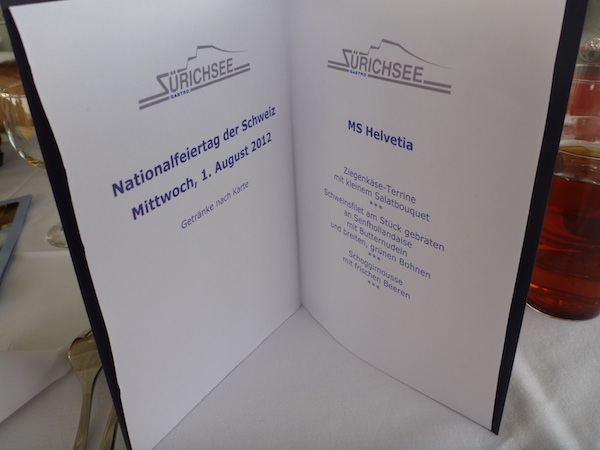 ZÜRICHSEE
GASTRO
Nationalfeiertag der Schweiz
Mittwoch, 1. August 2012
Getränke nach Karte
ZÜRICHSEE
GASTRO
MS Helvetia
Ziegenkäse-Terrine
mit kleinem Salatbouquet
***
Schweinsfilet am Stück gebraten
an Senfhollandaise
mit Butternudeln
und breiten, grünen Bohnen
***
Schoggimousse
mit frischen Beeren
***